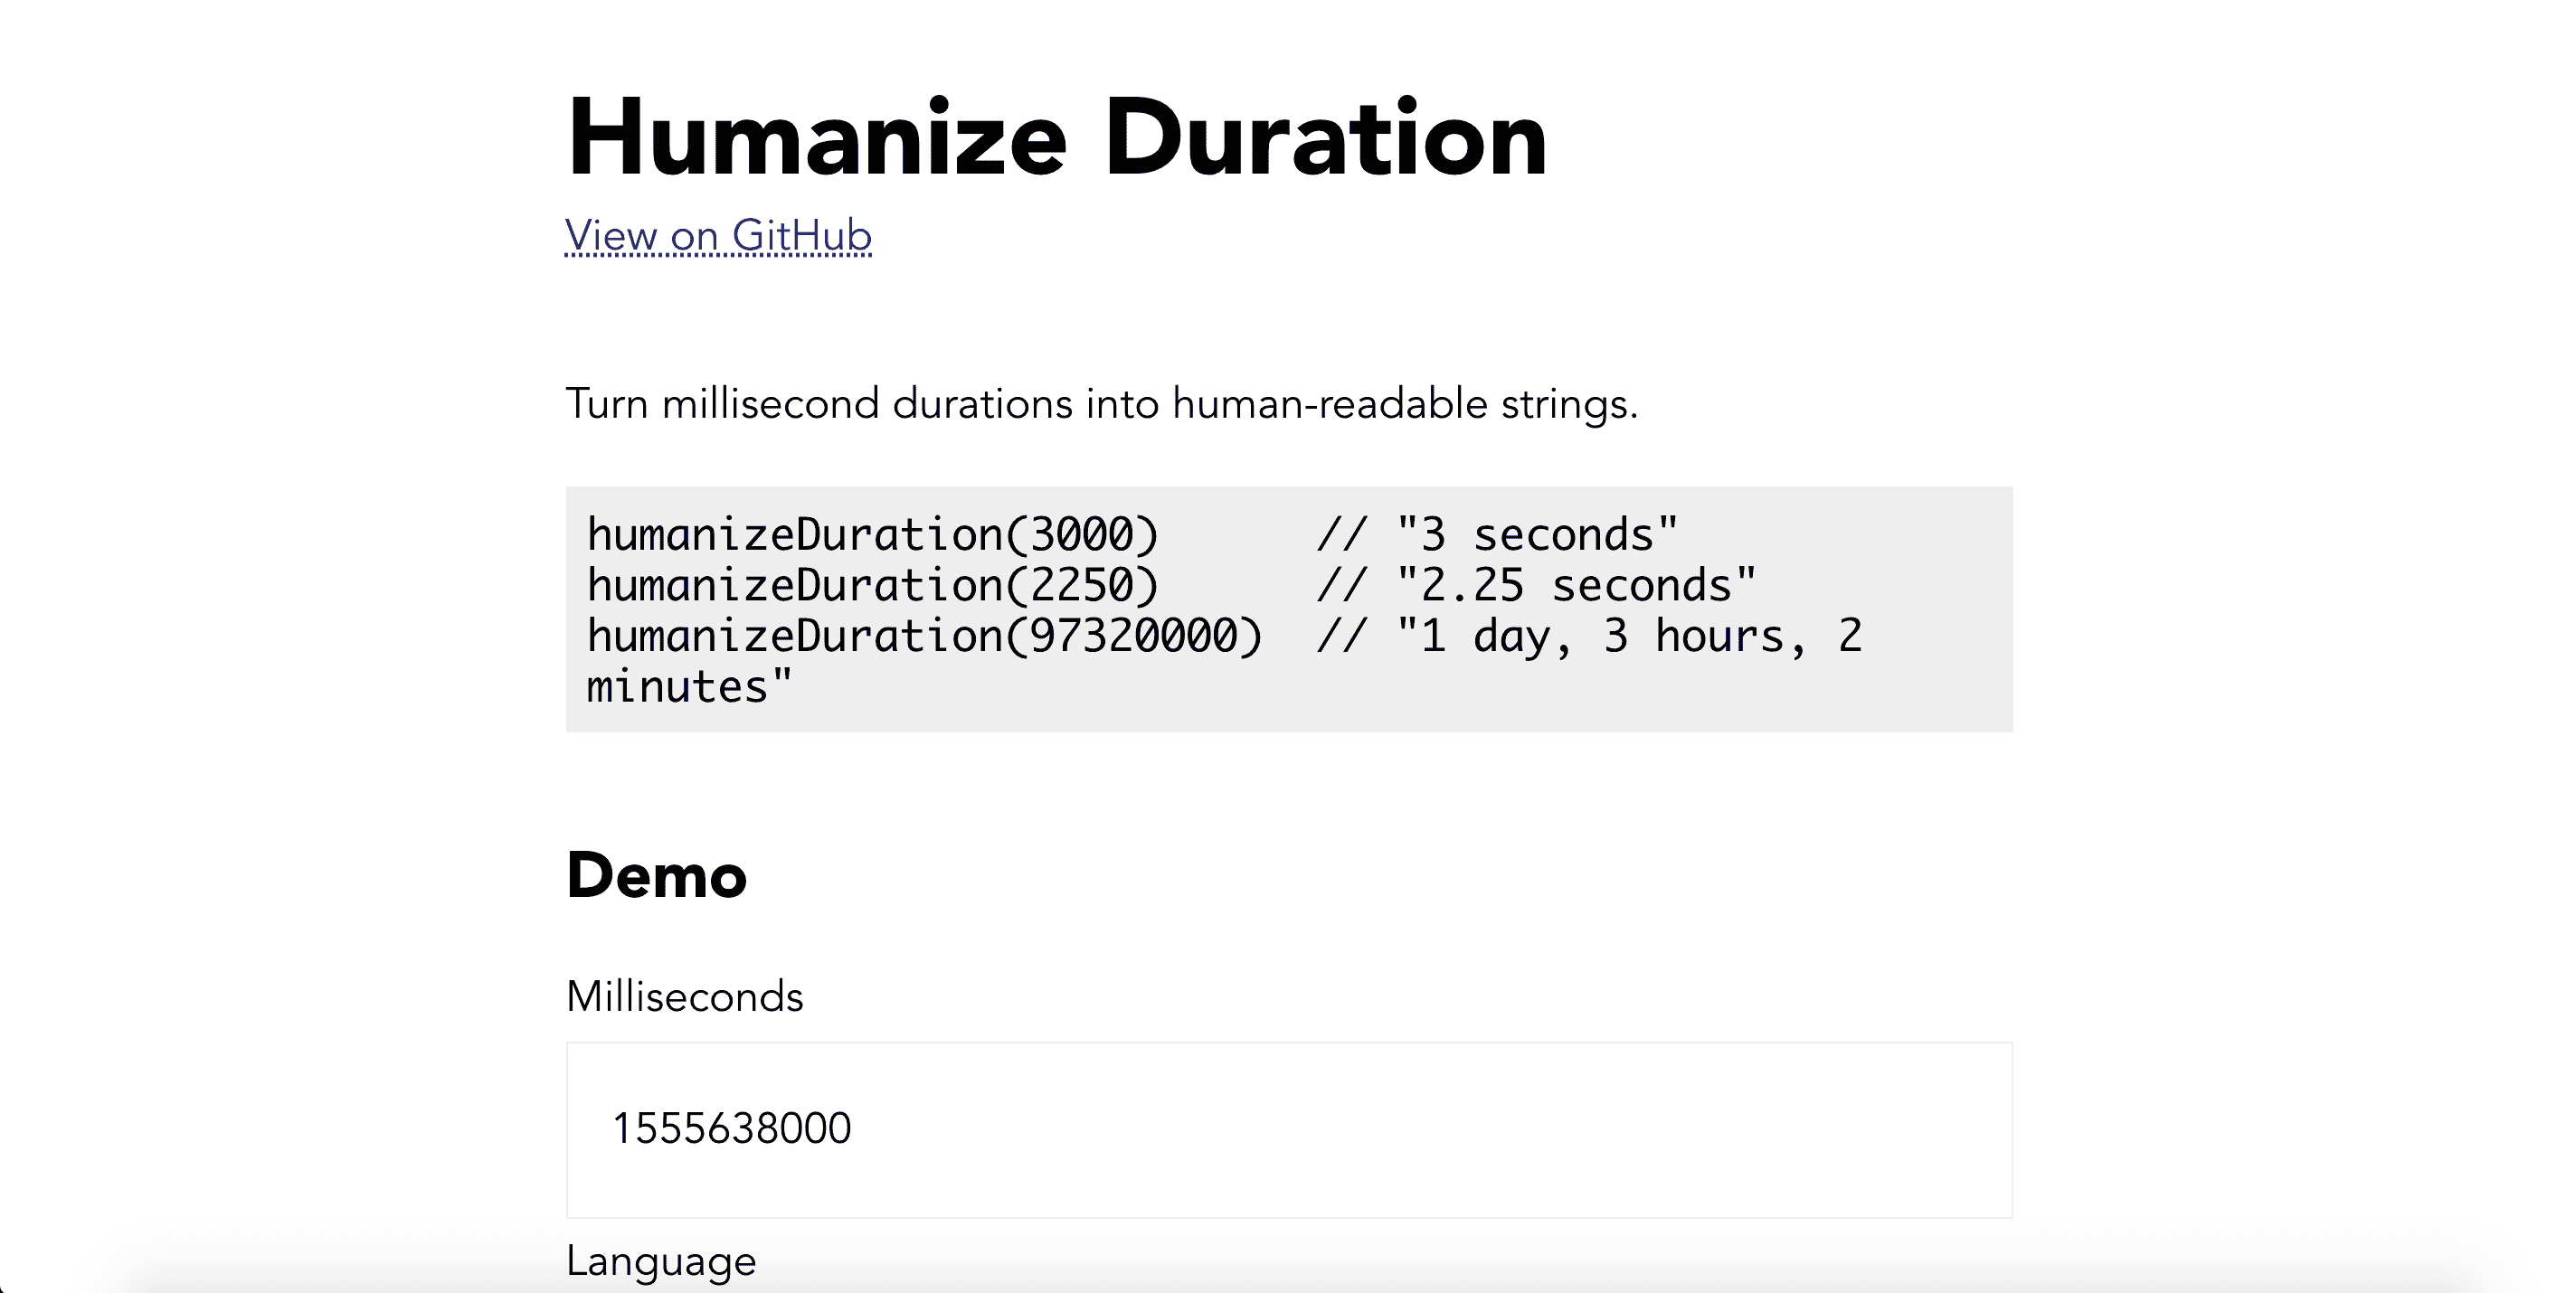 Humanize Duration
View on GitHub
Turn millisecond durations into human-readable strings.
humanizeDuration(3000)      // "3 seconds"
humanizeDuration(2250)      // "2.25 seconds"
humanizeDuration(97320000)  // "1 day, 3 hours, 2
minutes"
Demo
Milliseconds
1555638000
Language